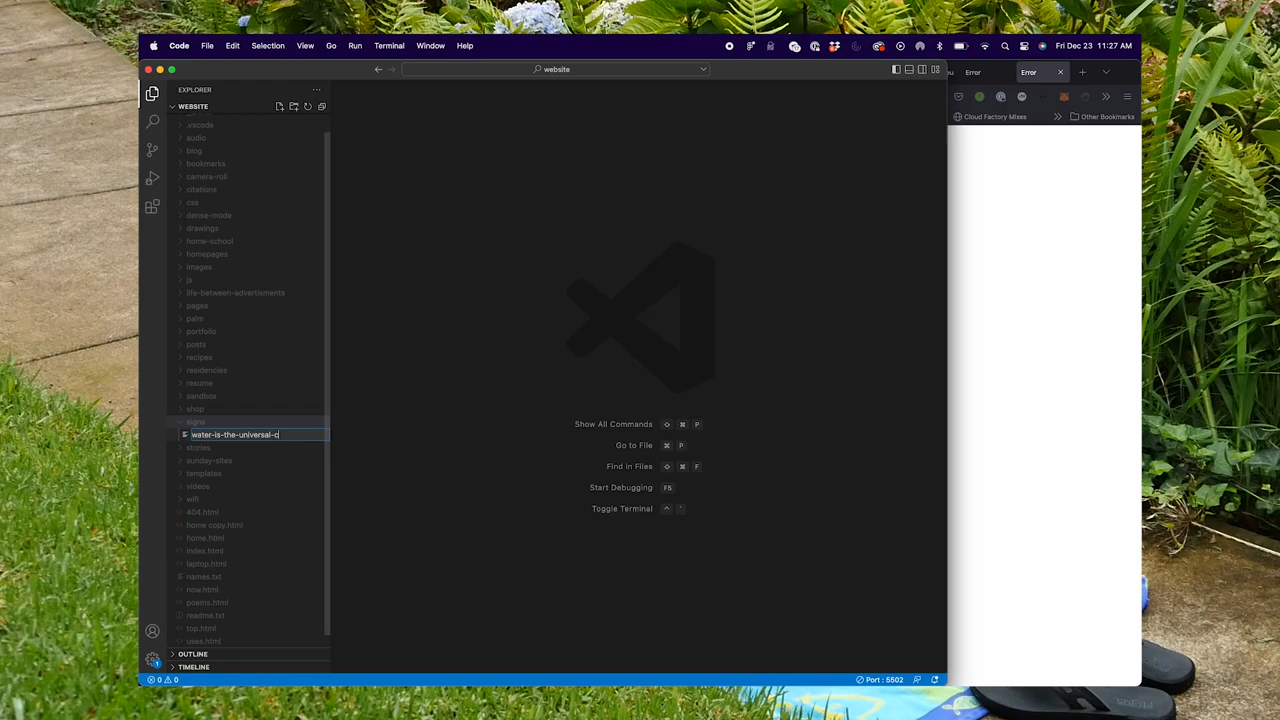 Code File Edit Selection View Go Run Terminal Window Help Fri Dec 23 11:27 AM
website
Error
Error
Cloud Factory Mixes
Other Bookmarks
EXPLORER
WEBSITE
.vscode
audio
blog
bookmarks
camera-roll
citations
css
dense-mode
drawings
home-school
homepages
images
js
life-between-advertisments
pages
palm
portfolio
posts
recipes
residencies
resume
sandbox
shop
signs
water-is-the-universal-c
stories
sunday-sites
templates
videos
wifi
404.html
home copy.html
home.html
index.html
laptop.html
names.txt
now.html
poems.html
readme.txt
top.html
uses.html
OUTLINE
TIMELINE
Show All Commands ⇧ ⌘ P
Go to File ⌘ P
Find in Files ⇧ ⌘ F
Start Debugging F5
Toggle Terminal ^ `
1
0 0
Port : 5502